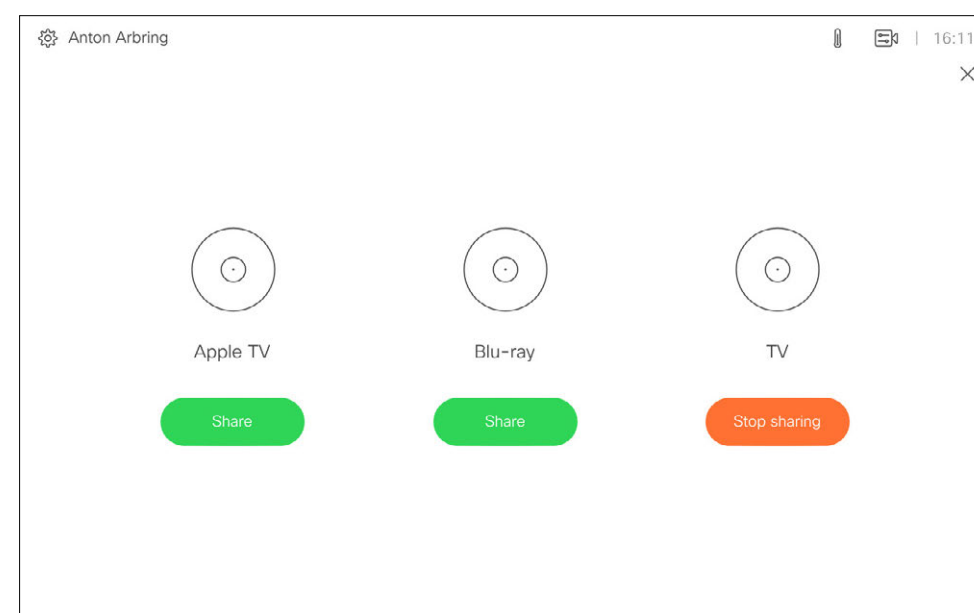 Anton Arbring
| 16:11
Apple TV
Blu-ray
TV
Share
Share
Stop sharing